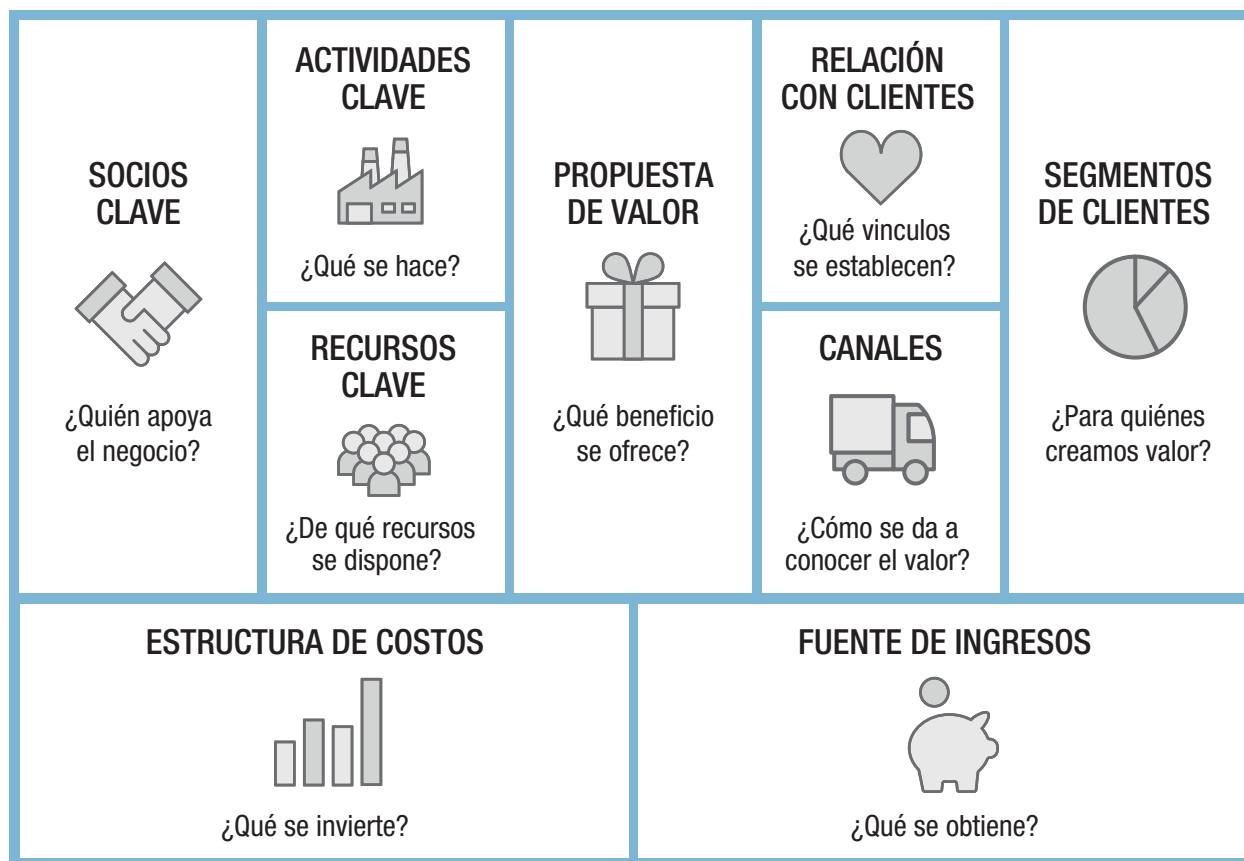 SOCIOS
CLAVE
¿Quién apoya
el negocio?
ACTIVIDADES
CLAVE
¿Qué se hace?
RECURSOS
CLAVE
¿De qué recursos
se dispone?
PROPUESTA
DE VALOR
¿Qué beneficio
se ofrece?
RELACIÓN
CON CLIENTES
¿Qué vinculos
se establecen?
CANALES
¿Cómo se da a
conocer el valor?
SEGMENTOS
DE CLIENTES
¿Para quiénes
creamos valor?
ESTRUCTURA DE COSTOS
¿Qué se invierte?
FUENTE DE INGRESOS
¿Qué se obtiene?